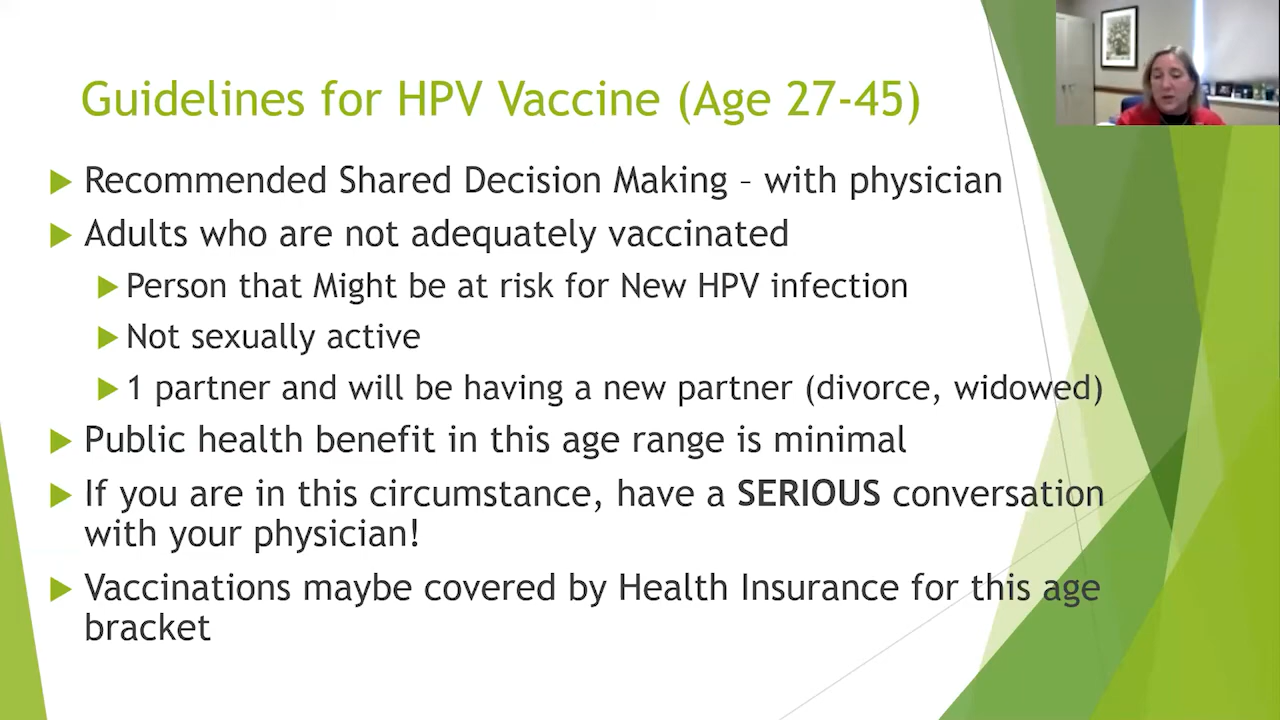 Guidelines for HPV Vaccine (Age 27-45)
Recommended Shared Decision Making – with physician
Adults who are not adequately vaccinated
Person that Might be at risk for New HPV infection
Not sexually active
1 partner and will be having a new partner (divorce, widowed)
Public health benefit in this age range is minimal
If you are in this circumstance, have a SERIOUS conversation
with your physician!
Vaccinations maybe covered by Health Insurance for this age
bracket